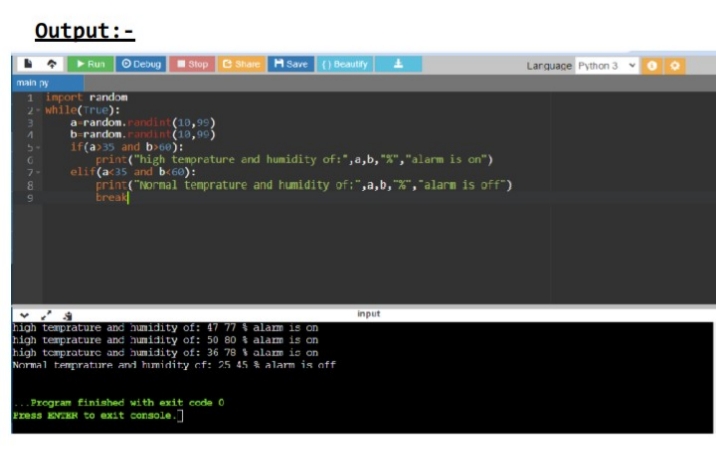 Output:-
Run Debug Stop Share Save { } Beautify Language Python 3
main.py
1 import random
2 while(True):
3 a=random.randint(10,99)
4 b=random.randint(10,99)
5 if(a>35 and b>60):
6 print("high temprature and humidity of:",a,b,"%","alarm is on")
7 elif(a<35 and b<60):
8 print("Normal temprature and humidity of:",a,b,"%","alarm is off")
9 break
input
high temprature and humidity of: 47 77 % alarm is on
high temprature and humidity of: 50 80 % alarm is on
high temprature and humidity of: 36 78 % alarm is on
Normal temprature and humidity of: 25 45 % alarm is off
...Program finished with exit code 0
Press ENTER to exit console.